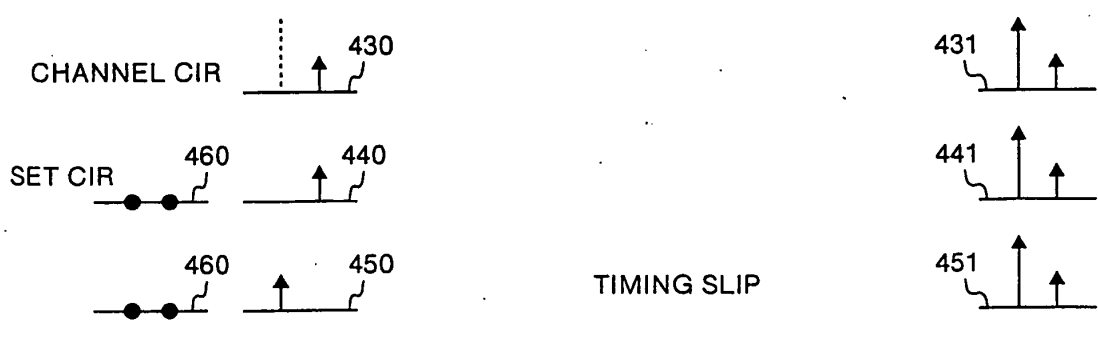 CHANNEL CIR 430 431
SET CIR 460 440 441
460 450 TIMING SLIP 451